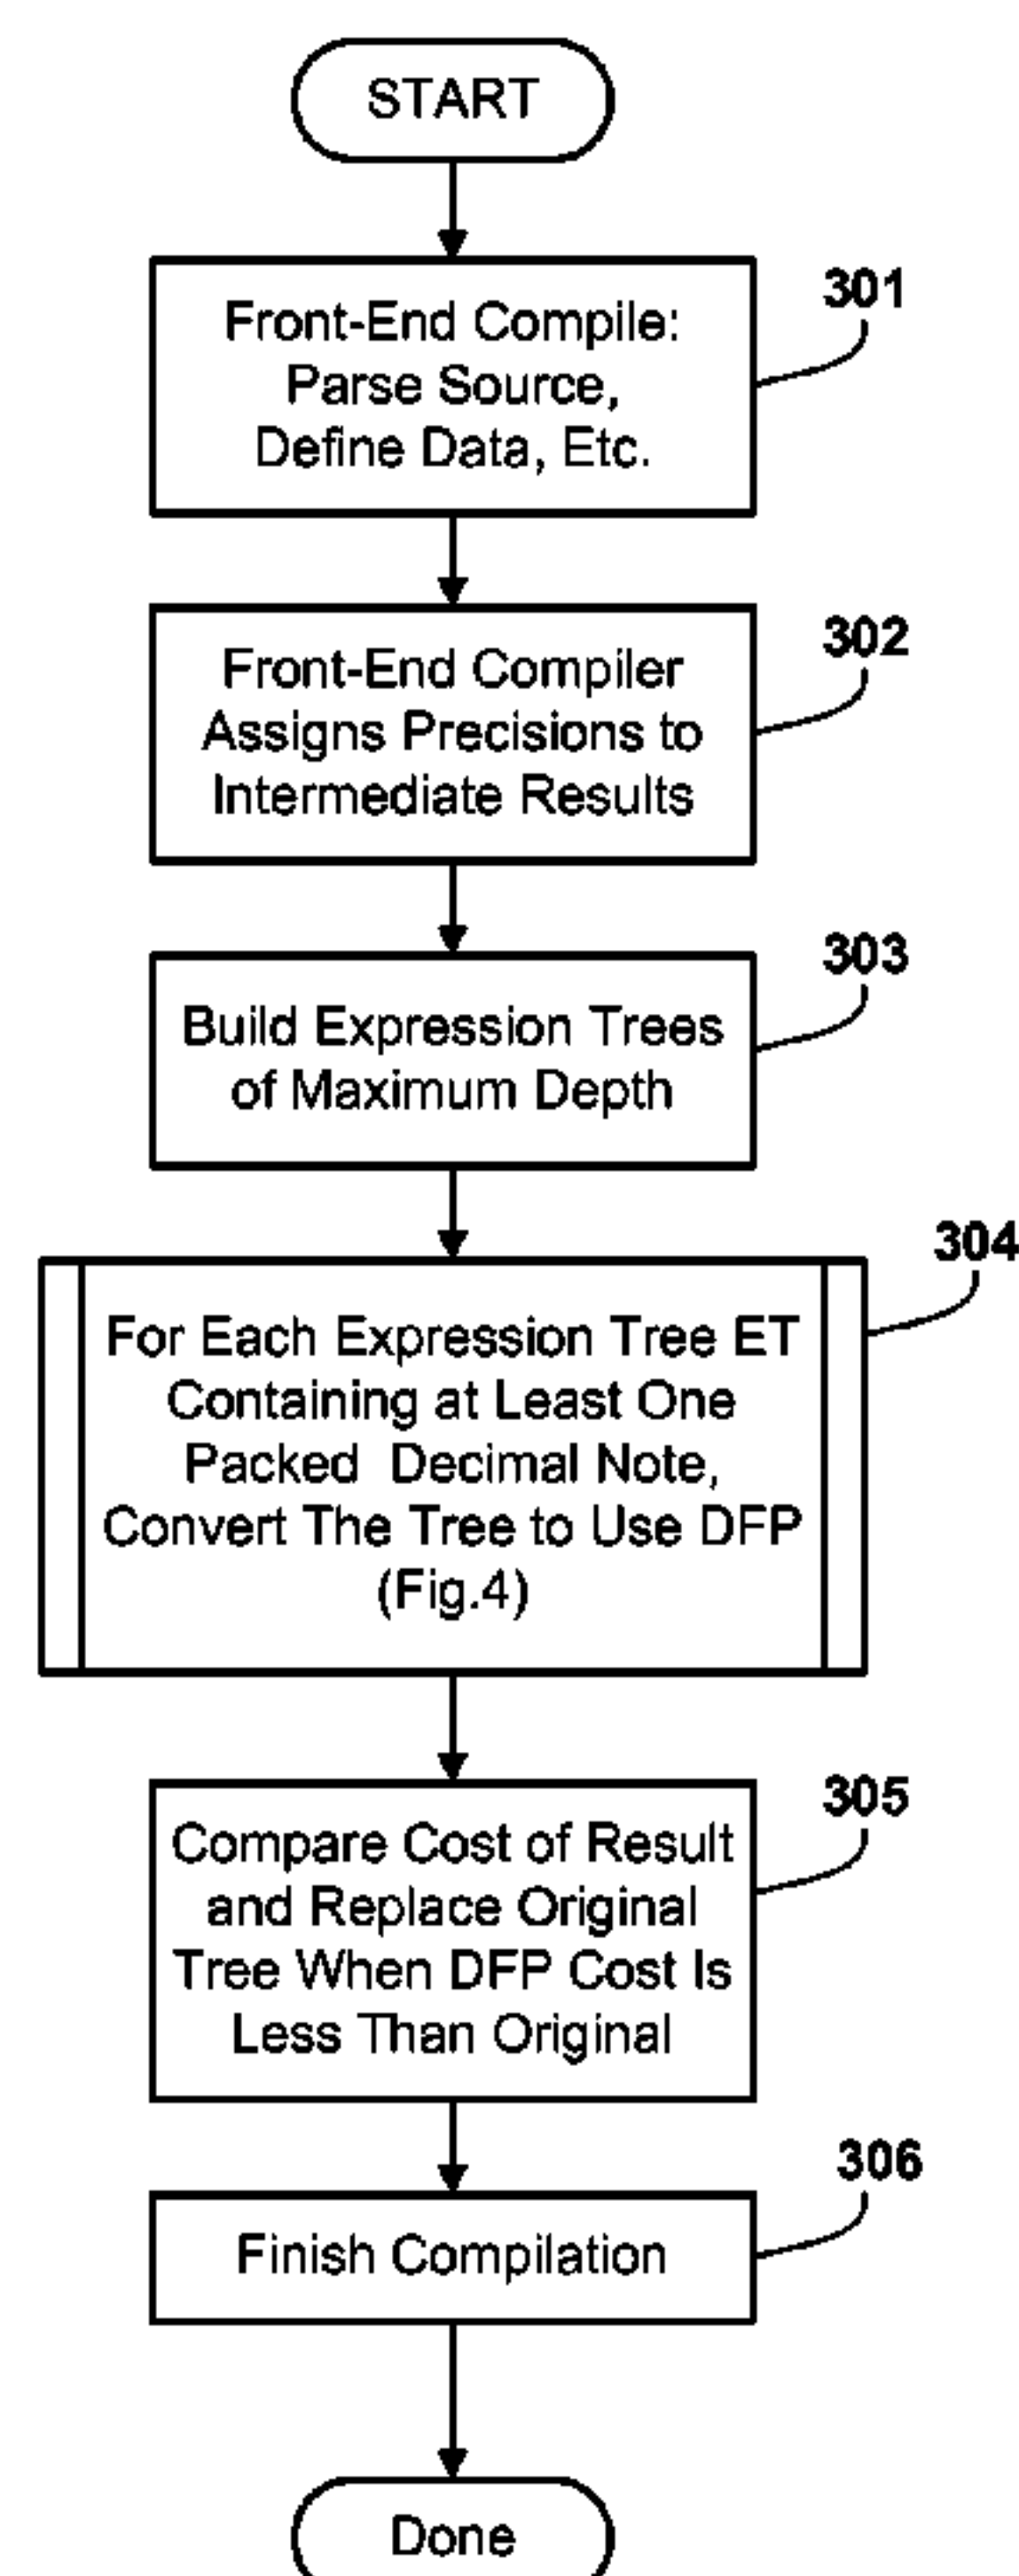 START
301
Front-End Compile:
Parse Source,
Define Data, Etc.
302
Front-End Compiler
Assigns Precisions to
Intermediate Results
303
Build Expression Trees
of Maximum Depth
304
For Each Expression Tree ET
Containing at Least One
Packed Decimal Note,
Convert The Tree to Use DFP
(Fig.4)
305
Compare Cost of Result
and Replace Original
Tree When DFP Cost Is
Less Than Original
306
Finish Compilation
Done